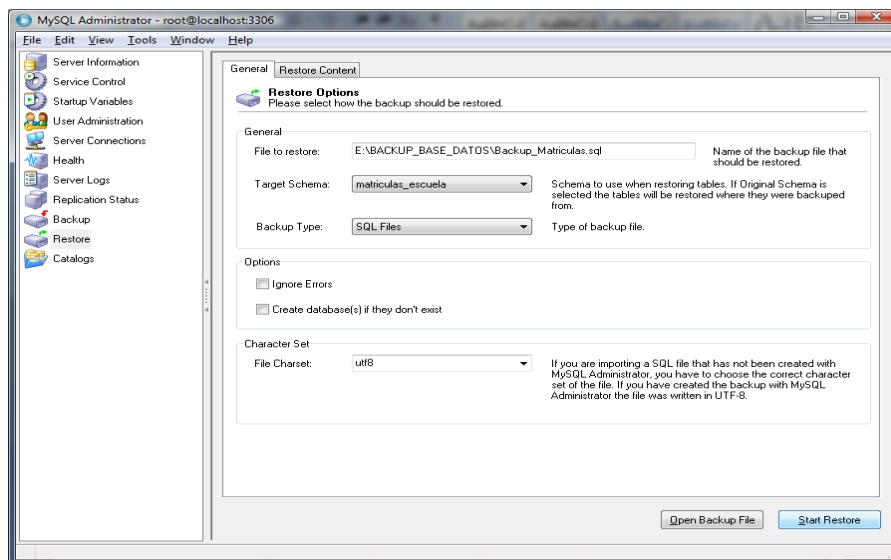 MySQL Administrator - root@localhost:3306
File Edit View Tools Window Help
Server Information
Service Control
Startup Variables
User Administration
Server Connections
Health
Server Logs
Replication Status
Backup
Restore
Catalogs
General Restore Content
Restore Options
Please select how the backup should be restored.
General
File to restore: E:\BACKUP_BASE_DATOS\Backup_Matriculas.sql Name of the backup file that
should be restored.
Target Schema: matriculas_escuela Schema to use when restoring tables. If Original Schema is
selected the tables will be restored where they were backuped
from.
Backup Type: SQL Files Type of backup file.
Options
Ignore Errors
Create database(s) if they don't exist
Character Set
File Charset: utf8 If you are importing a SQL file that has not been created with
MySQL Administrator, you have to choose the correct character
set of the file. If you have created the backup with MySQL
Administrator the file was written in UTF-8.
Open Backup File Start Restore